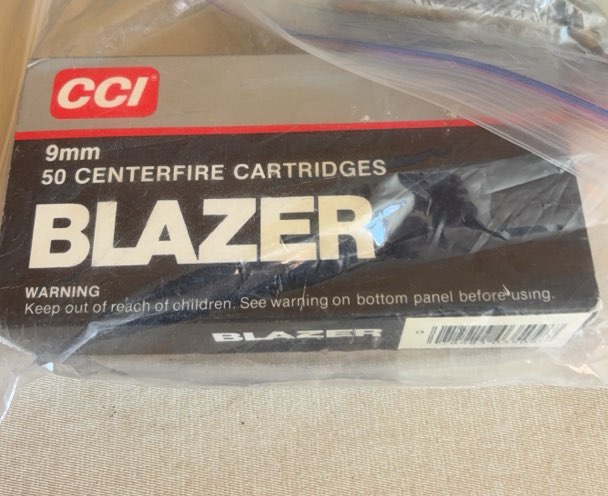 CCI
9mm
50 CENTERFIRE CARTRIDGES
BLAZER
WARNING
Keep out of reach of children. See warning on bottom panel before using.
BLAZER